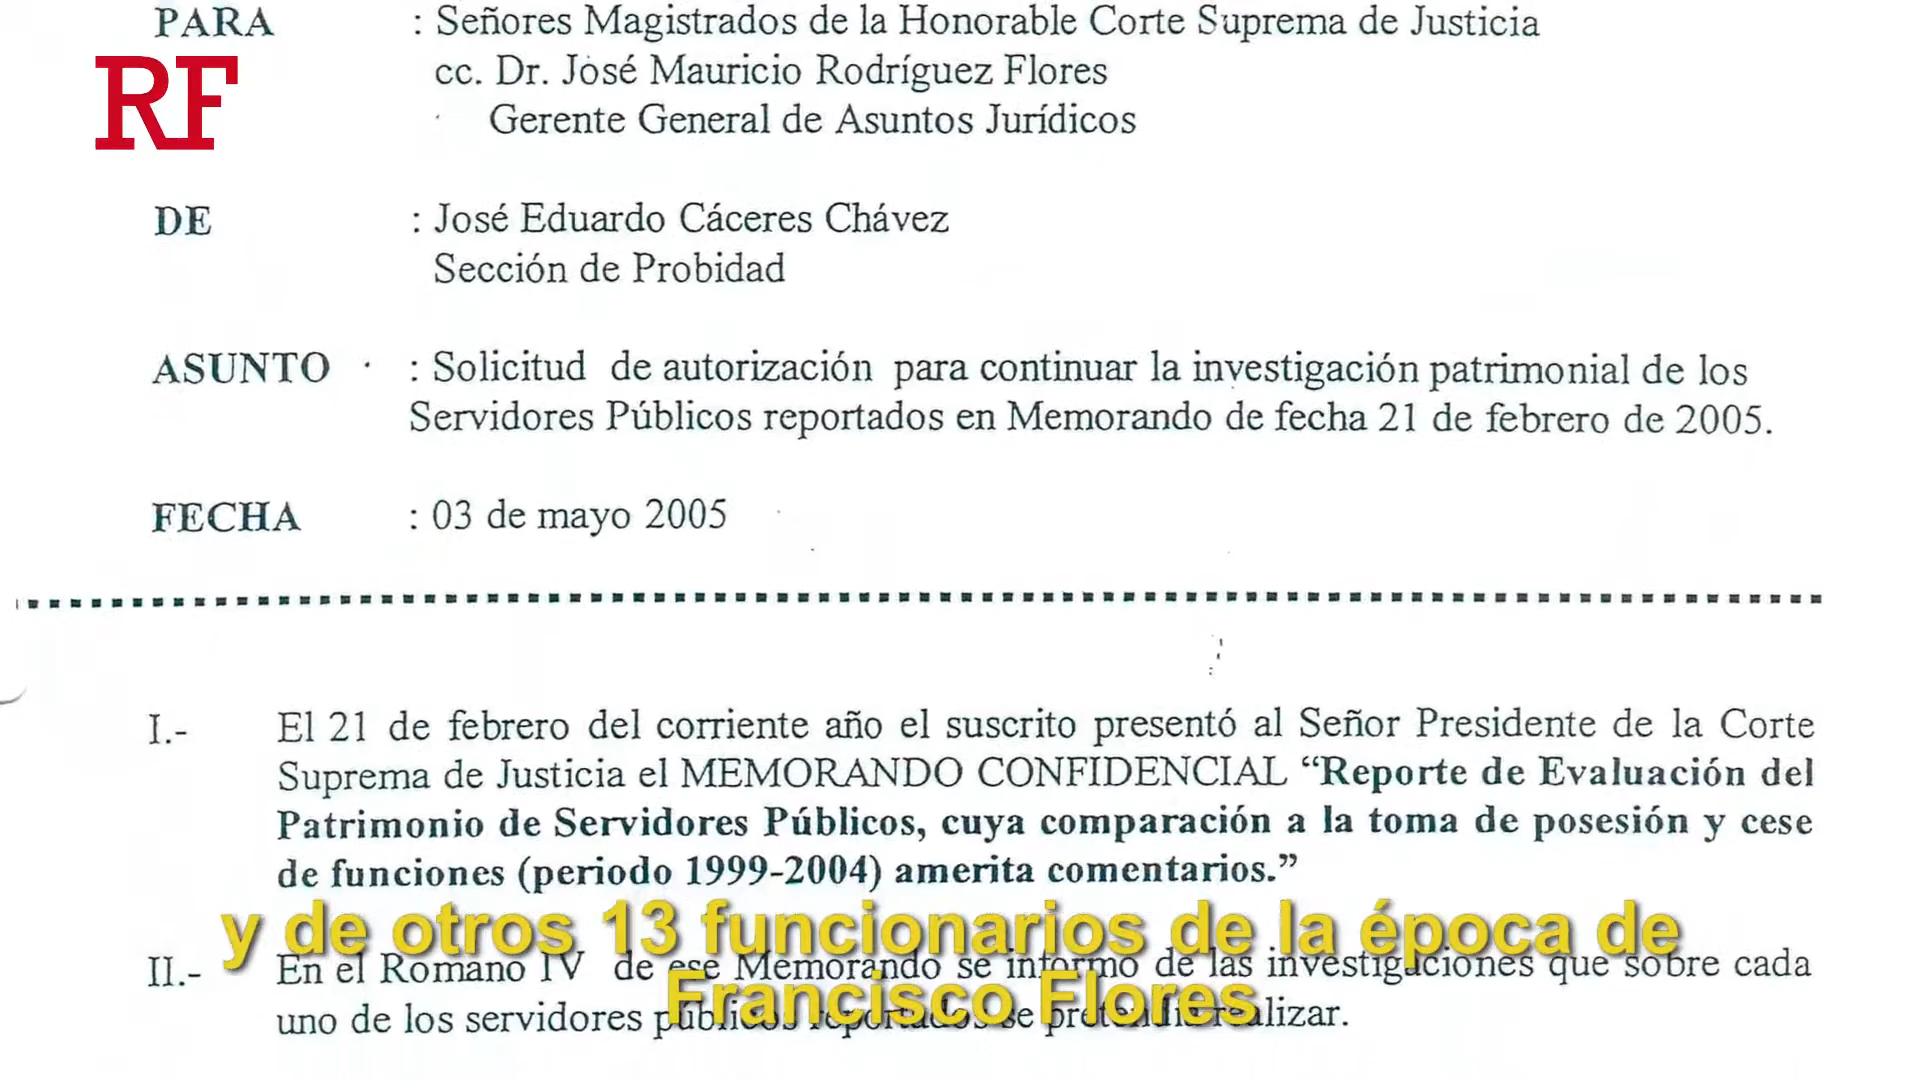 PARA : Señores Magistrados de la Honorable Corte Suprema de Justicia
RF
cc. Dr. José Mauricio Rodríguez Flores
Gerente General de Asuntos Jurídicos
DE : José Eduardo Cáceres Chávez
Sección de Probidad
ASUNTO : Solicitud de autorización para continuar la investigación patrimonial de los
Servidores Públicos reportados en Memorando de fecha 21 de febrero de 2005.
FECHA : 03 de mayo 2005
I.- El 21 de febrero del corriente año el suscrito presentó al Señor Presidente de la Corte
Suprema de Justicia el MEMORANDO CONFIDENCIAL “Reporte de Evaluación del
Patrimonio de Servidores Públicos, cuya comparación a la toma de posesión y cese
de funciones (periodo 1999-2004) amerita comentarios.”
y de otros 13 funcionarios de la época de
II.- En el Romano IV de ese Memorando se informó de las investigaciones que sobre cada
Francisco Flores
uno de los servidores públicos reportados se pretendía realizar.